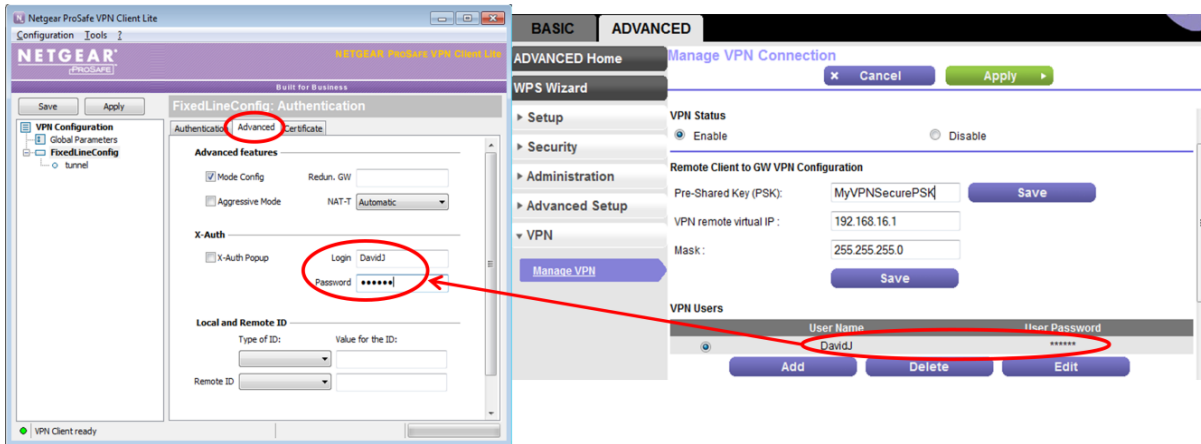 Netgear ProSafe VPN Client Lite
Configuration Tools ?
NETGEAR®
PROSAFE
NETGEAR ProSafe VPN Client Lite
Built for Business
Save Apply
VPN Configuration
Global Parameters
FixedLineConfig
tunnel
FixedLineConfig: Authentication
Authentication Advanced Certificate
Advanced features
Mode Config Redun. GW
Aggressive Mode NAT-T Automatic
X-Auth
X-Auth Popup Login DavidJ
Password ••••••
Local and Remote ID
Type of ID: Value for the ID:
Remote ID
VPN Client ready
BASIC ADVANCED
ADVANCED Home
WPS Wizard
Setup
Security
Administration
Advanced Setup
VPN
Manage VPN
Manage VPN Connection
× Cancel Apply
VPN Status
Enable Disable
Remote Client to GW VPN Configuration
Pre-Shared Key (PSK): MyVPNSecurePSK Save
VPN remote virtual IP : 192.168.16.1
Mask : 255.255.255.0
Save
VPN Users
User Name User Password
DavidJ ******
Add Delete Edit